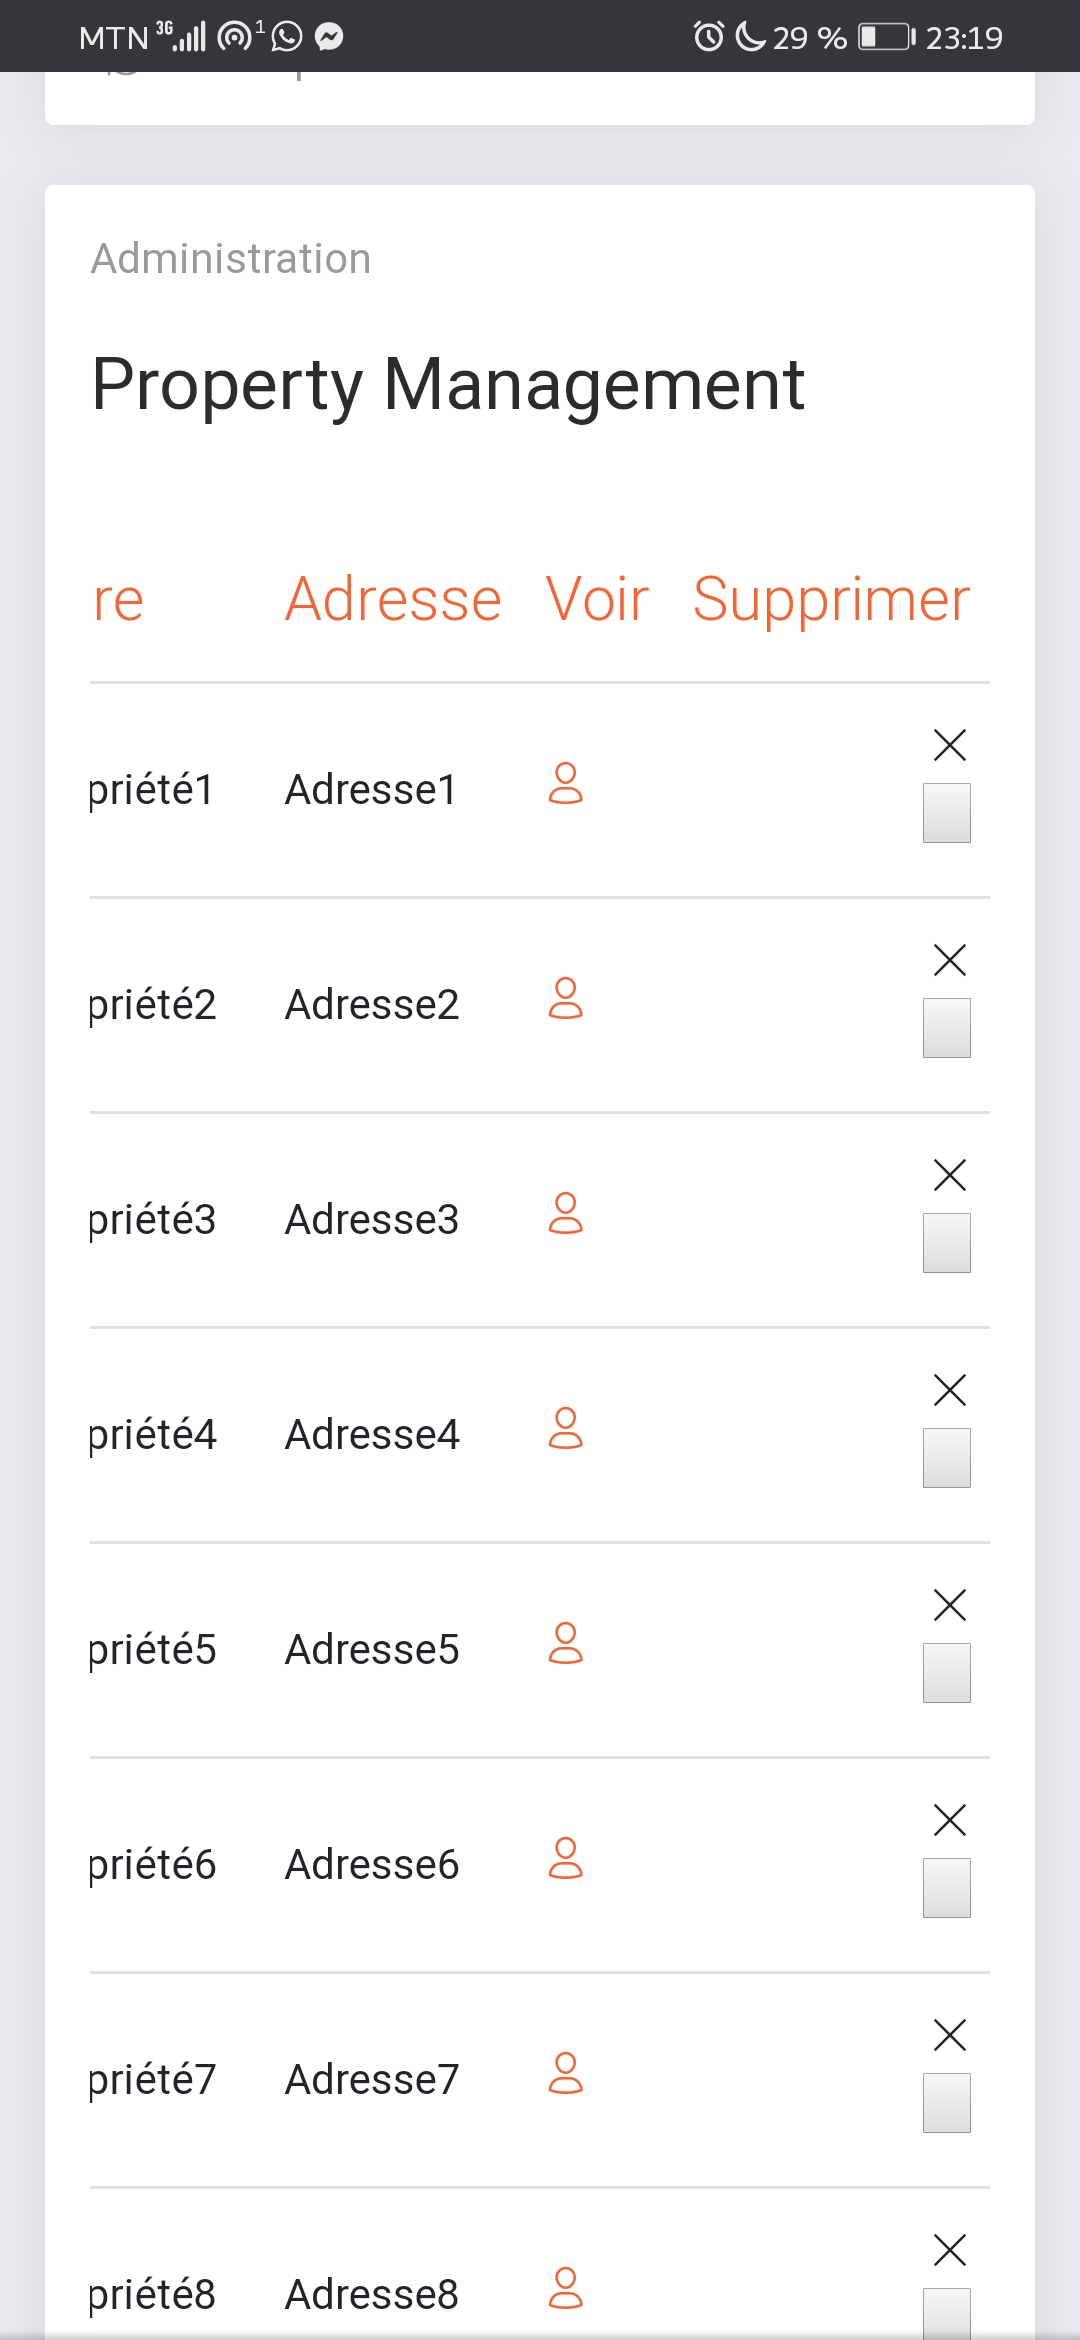 MTN 3G 1 29 % 23:19
Administration
Property Management
re Adresse Voir Supprimer
priété1 Adresse1
priété2 Adresse2
priété3 Adresse3
priété4 Adresse4
priété5 Adresse5
priété6 Adresse6
priété7 Adresse7
priété8 Adresse8